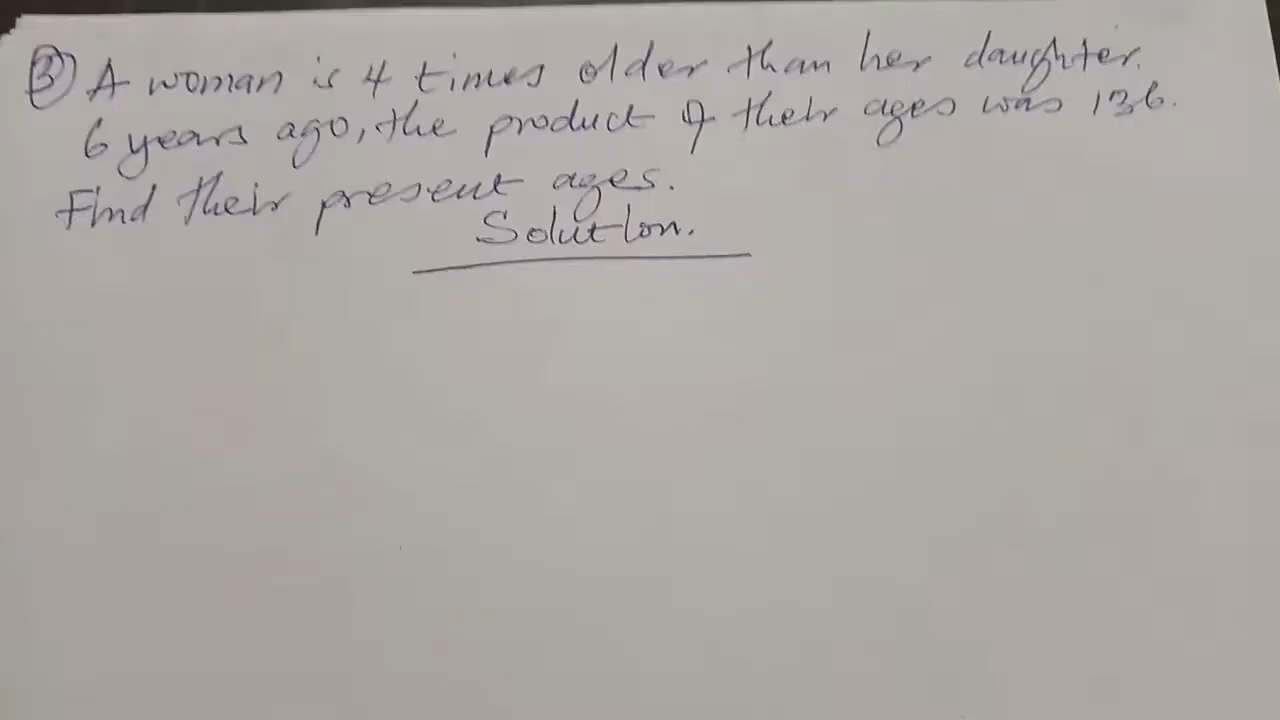 ③ A woman is 4 times older than her daughter.
6 years ago, the product of their ages was 136.
Find their present ages.
Solution.